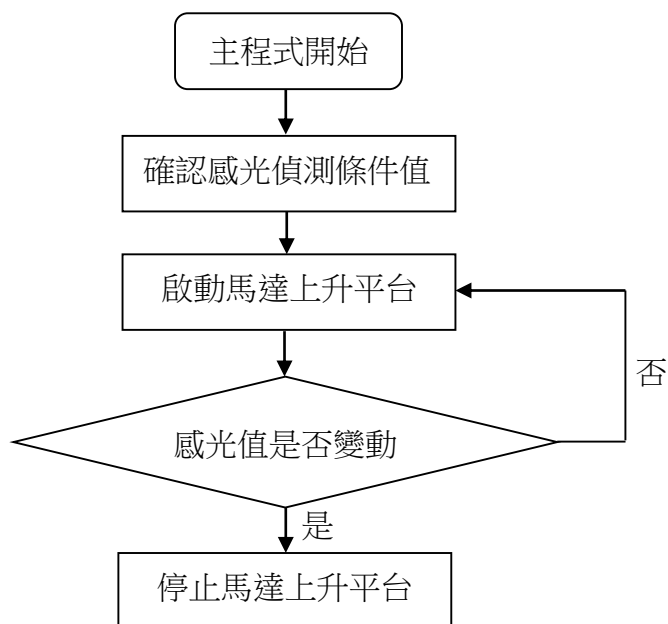 主程式開始
確認感光偵測條件值
啟動馬達上升平台
否
感光值是否變動
是
停止馬達上升平台